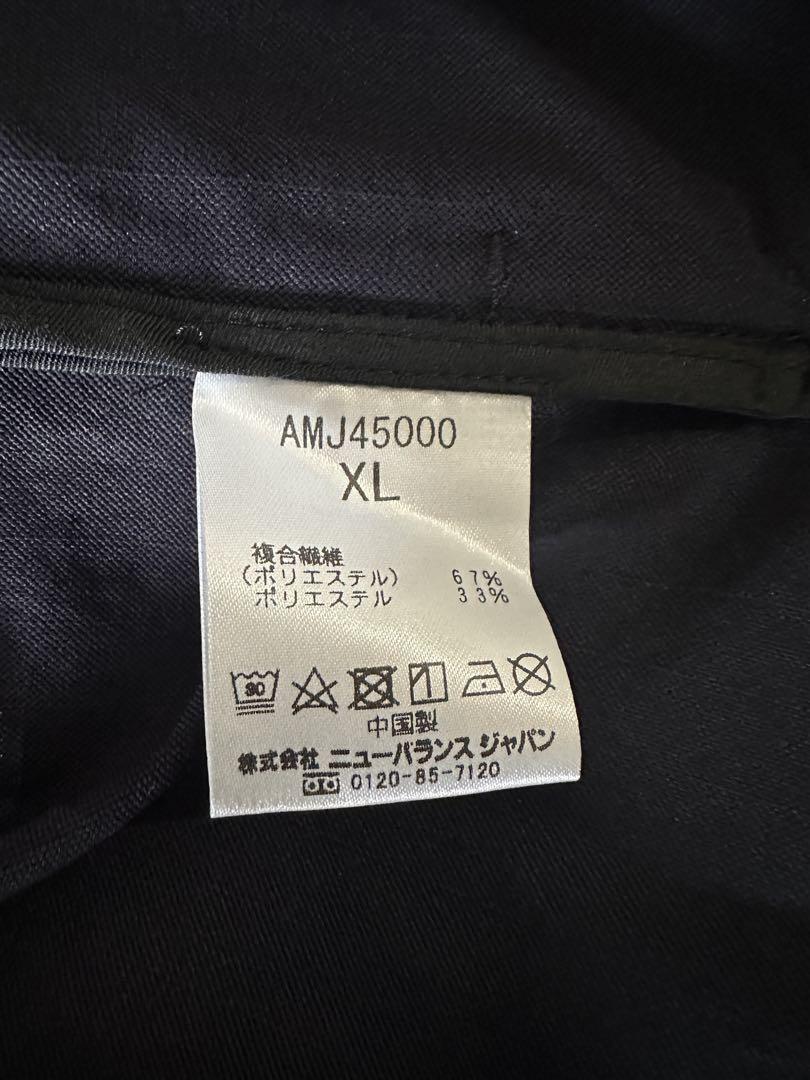 AMJ45000
XL
複合繊維
(ポリエステル) 67%
ポリエステル 33%
30
中国製
株式会社 ニューバランス ジャパン
0120-85-7120